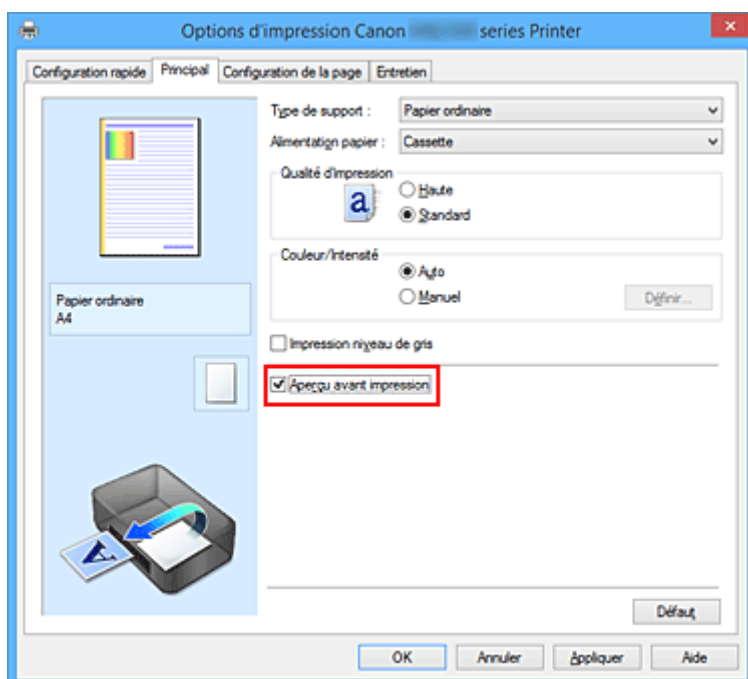 Options d'impression Canon series Printer
Configuration rapide Principal Configuration de la page Entretien
Type de support : Papier ordinaire
Alimentation papier : Cassette
Qualité d'impression
a
Haute
Standard
Couleur/Intensité
Auto
Manuel
Définir...
Papier ordinaire
A4
Impression niveau de gris
Aperçu avant impression
A
Défaut
OK Annuler Appliquer Aide